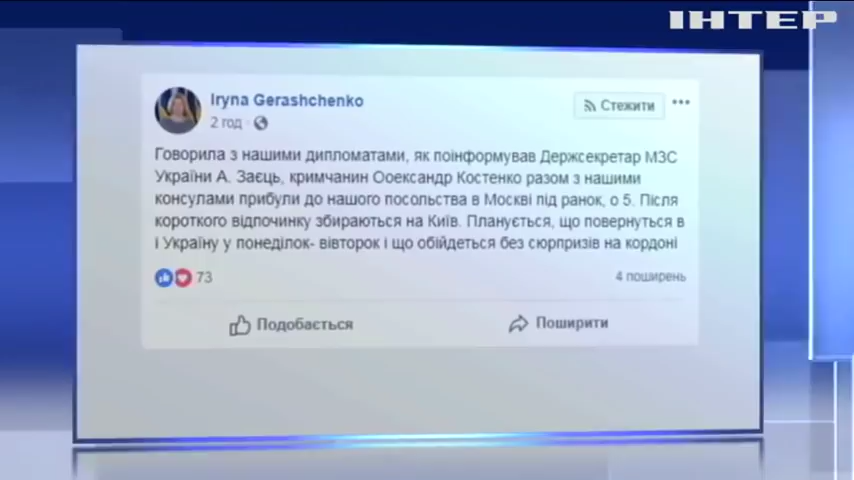 ІНТЕР
Iryna Gerashchenko
2 год ·
Стежити
Говорила з нашими дипломатами, як поінформував Держсекретар МЗС
України А. Заєць, кримчанин Ооександр Костенко разом з нашими
консулами прибули до нашого посольства в Москві під ранок, о 5. Після
короткого відпочинку збираються на Київ. Планується, що повернуться в
і Україну у понеділок- вівторок і що обійдеться без сюрпризів на кордоні
73
4 поширень
Подобається
Поширити